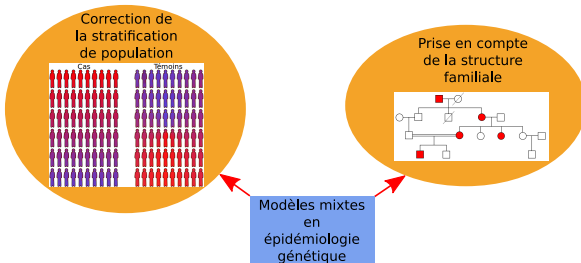 Correction de
la stratification
de population
Cas Témoins
Prise en compte
de la structure
familiale
Modèles mixtes
en
épidémiologie
génétique